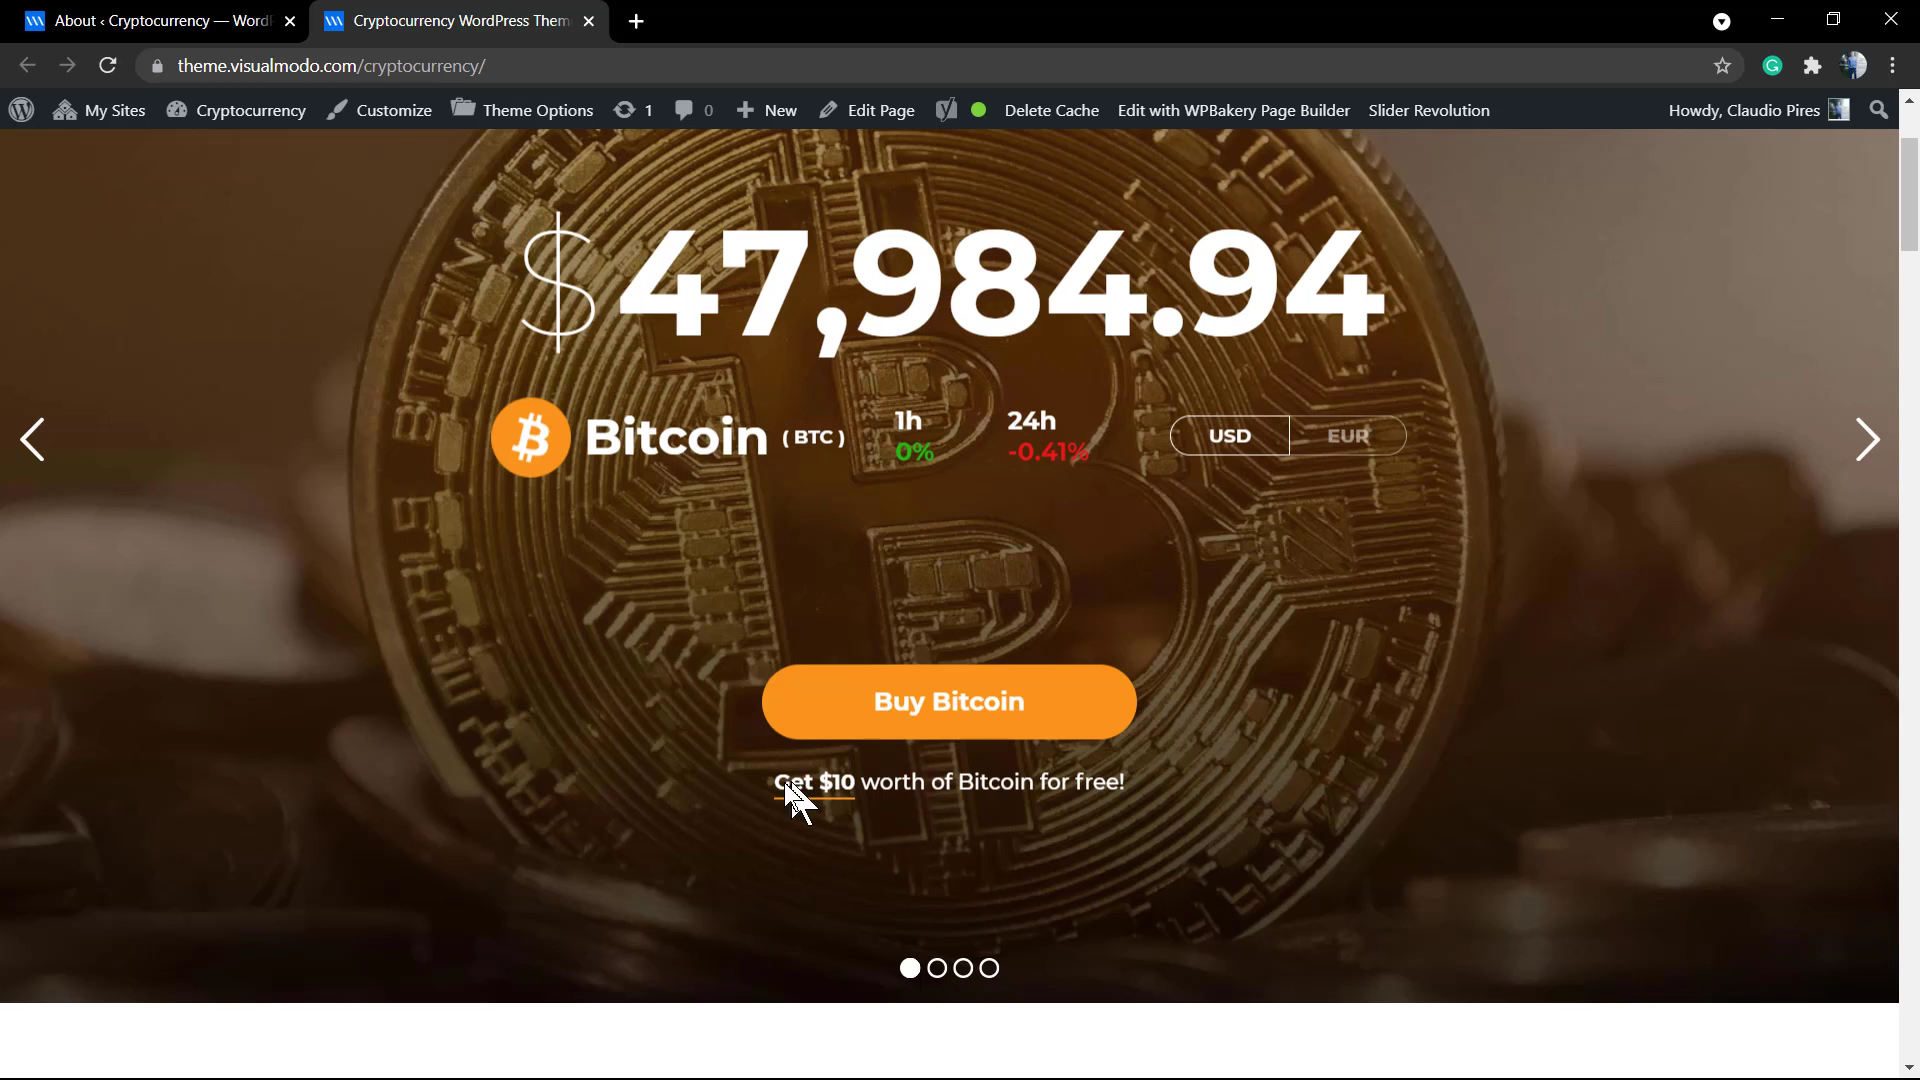 About ‹ Cryptocurrency — Word
Cryptocurrency WordPress Them
theme.visualmodo.com/cryptocurrency/
My Sites Cryptocurrency Customize Theme Options 1 0 New Edit Page Delete Cache Edit with WPBakery Page Builder Slider Revolution Howdy, Claudio Pires
$47,984.94
Bitcoin ( BTC ) 1h 24h USD EUR
0% -0.41%
Buy Bitcoin
Get $10 worth of Bitcoin for free!